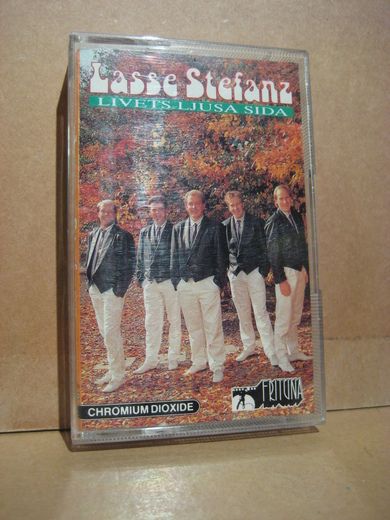 Lasse Stefanz
LIVETS LJUSA SIDA
CHROMIUM DIOXIDE
FRITUNA